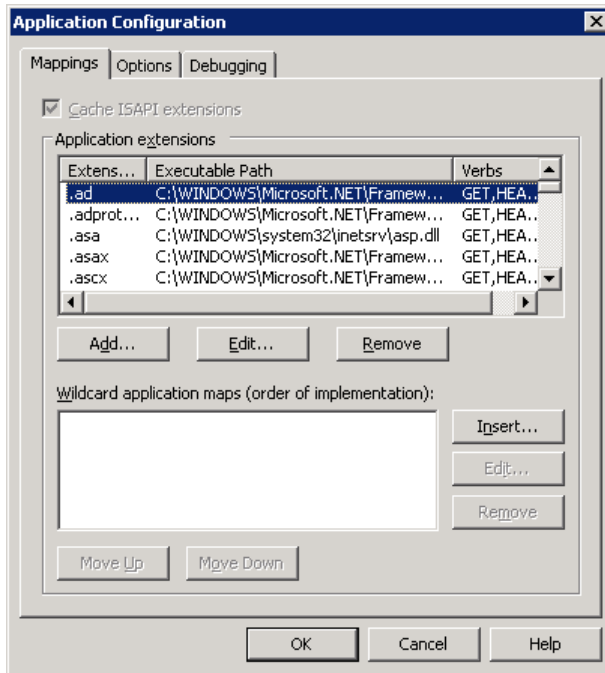 Application Configuration
Mappings Options Debugging
Cache ISAPI extensions
Application extensions
Extens... Executable Path Verbs
.ad C:\WINDOWS\Microsoft.NET\Framew... GET,HEA..
.adprot... C:\WINDOWS\Microsoft.NET\Framew... GET,HEA..
.asa C:\WINDOWS\system32\inetsrv\asp.dll GET,HEA..
.asax C:\WINDOWS\Microsoft.NET\Framew... GET,HEA..
.ascx C:\WINDOWS\Microsoft.NET\Framew... GET,HEA..
Add... Edit... Remove
Wildcard application maps (order of implementation):
Insert...
Edit...
Remove
Move Up Move Down
OK Cancel Help